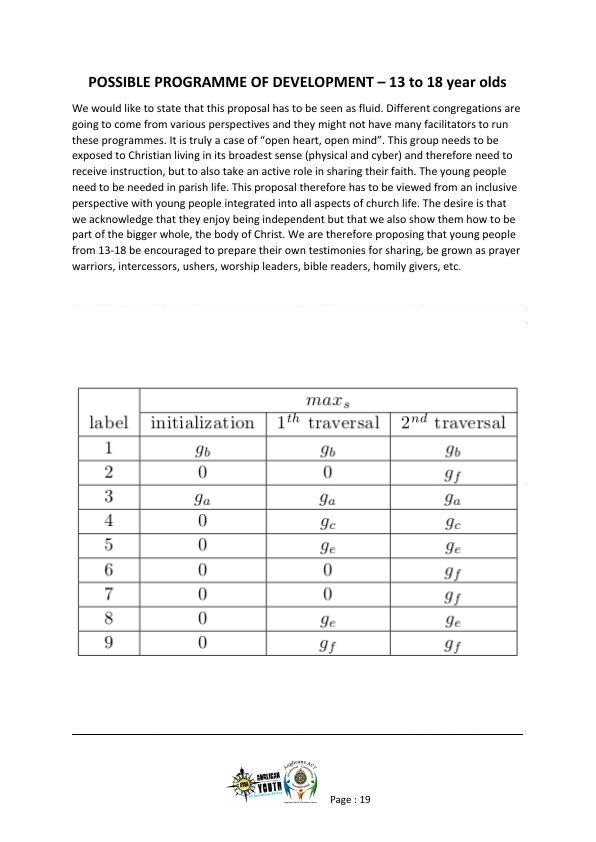 POSSIBLE PROGRAMME OF DEVELOPMENT – 13 to 18 year olds
We would like to state that this proposal has to be seen as fluid. Different congregations are
going to come from various perspectives and they might not have many facilitators to run
these programmes. It is truly a case of “open heart, open mind”. This group needs to be
exposed to Christian living in its broadest sense (physical and cyber) and therefore need to
receive instruction, but to also take an active role in sharing their faith. The young people
need to be needed in parish life. This proposal therefore has to be viewed from an inclusive
perspective with young people integrated into all aspects of church life. The desire is that
we acknowledge that they enjoy being independent but that we also show them how to be
part of the bigger whole, the body of Christ. We are therefore proposing that young people
from 13-18 be encouraged to prepare their own testimonies for sharing, be grown as prayer
warriors, intercessors, ushers, worship leaders, bible readers, homily givers, etc.
max_s
label initialization 1^th traversal 2^nd traversal
1 g_b g_b g_b
2 0 0 g_f
3 g_a g_a g_a
4 0 g_c g_c
5 0 g_e g_e
6 0 0 g_f
7 0 0 g_f
8 0 g_e g_e
9 0 g_f g_f
Anglicans ACT
ANGLICAN
YOUTH
Page : 19